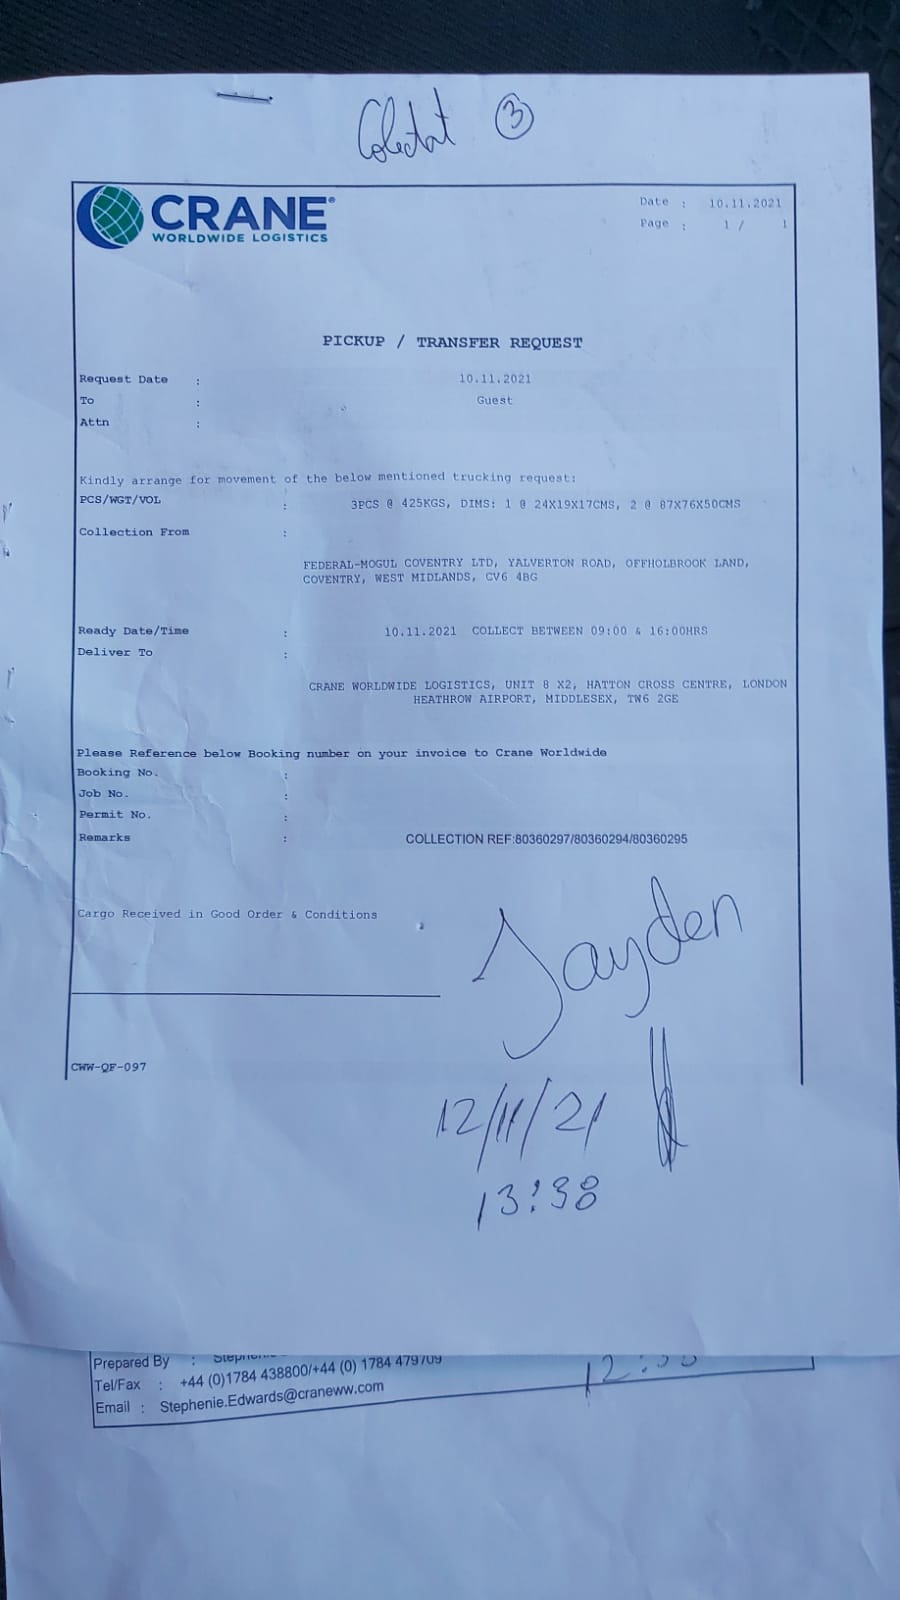 Colectat ③
CRANE®
WORLDWIDE LOGISTICS
Date : 10.11.2021
Page : 1 / 1
PICKUP / TRANSFER REQUEST
Request Date : 10.11.2021
To : Guest
Attn :
Kindly arrange for movement of the below mentioned trucking request:
PCS/WGT/VOL : 3PCS @ 425KGS, DIMS: 1 @ 24X19X17CMS, 2 @ 87X76X50CMS
Collection From :
FEDERAL-MOGUL COVENTRY LTD, YALVERTON ROAD, OFFHOLBROOK LAND,
COVENTRY, WEST MIDLANDS, CV6 4BG
Ready Date/Time : 10.11.2021 COLLECT BETWEEN 09:00 & 16:00HRS
Deliver To :
CRANE WORLDWIDE LOGISTICS, UNIT 8 X2, HATTON CROSS CENTRE, LONDON
HEATHROW AIRPORT, MIDDLESEX, TW6 2GE
Please Reference below Booking number on your invoice to Crane Worldwide
Booking No. :
Job No. :
Permit No. :
Remarks : COLLECTION REF:80360297/80360294/80360295
Cargo Received in Good Order & Conditions
Jayden
CWW-QF-097
12/11/21
13:38
Prepared By :
Tel/Fax : +44 (0)1784 438800/+44 (0) 1784 479709
Email : Stephenie.Edwards@craneww.com